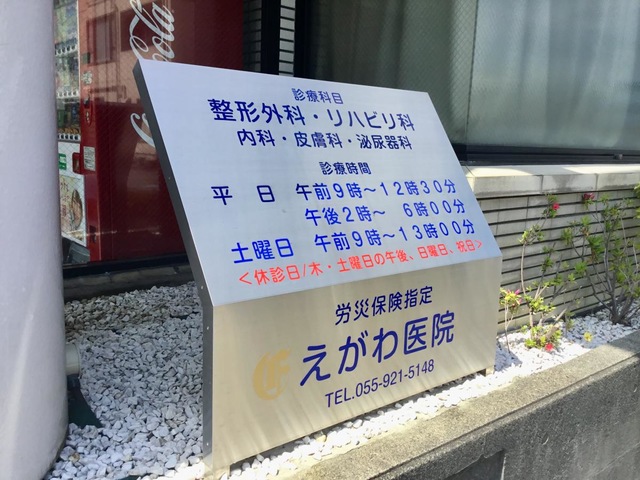 Coca-Cola
診療科目
整形外科・リハビリ科
内科・皮膚科・泌尿器科
診療時間
平 日 午前9時～12時30分
午後2時～ 6時00分
土曜日 午前9時～13時00分
<休診日/木・土曜日の午後、日曜日、祝日>
労災保険指定
えがわ医院
TEL.055-921-5148